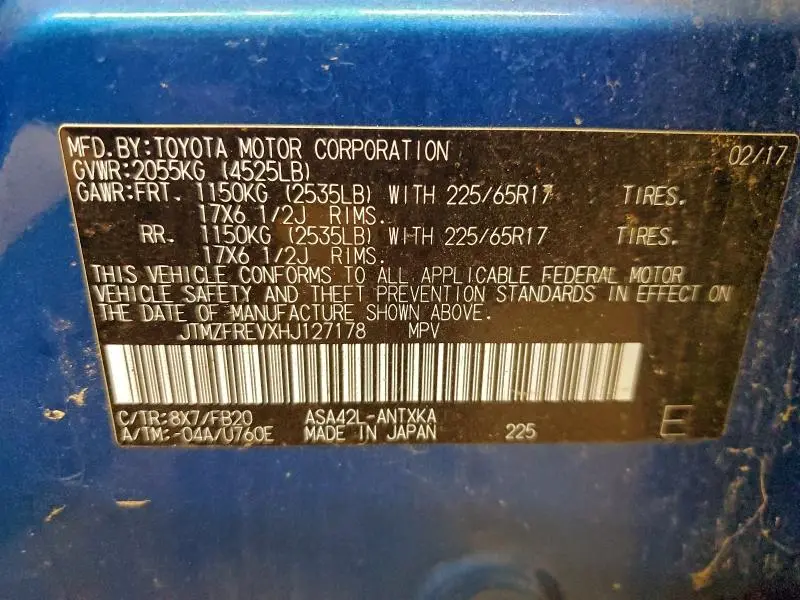 MFD.BY:TOYOTA MOTOR CORPORATION 02/17
GVWR:2055KG (4525LB)
GAWR:FRT. 1150KG (2535LB) WITH 225/65R17 TIRES.
17X6 1/2J RIMS.
RR. 1150KG (2535LB) WITH 225/65R17 TIRES.
17X6 1/2J RIMS.
THIS VEHICLE CONFORMS TO ALL APPLICABLE FEDERAL MOTOR
VEHICLE SAFETY AND THEFT PREVENTION STANDARDS IN EFFECT ON
THE DATE OF MANUFACTURE SHOWN ABOVE.
JTMZFREVXHJ127178 MPV
C/TR:8X7/FB20 ASA42L-ANTXKA
A/TM:-04A/U760E MADE IN JAPAN 225 E